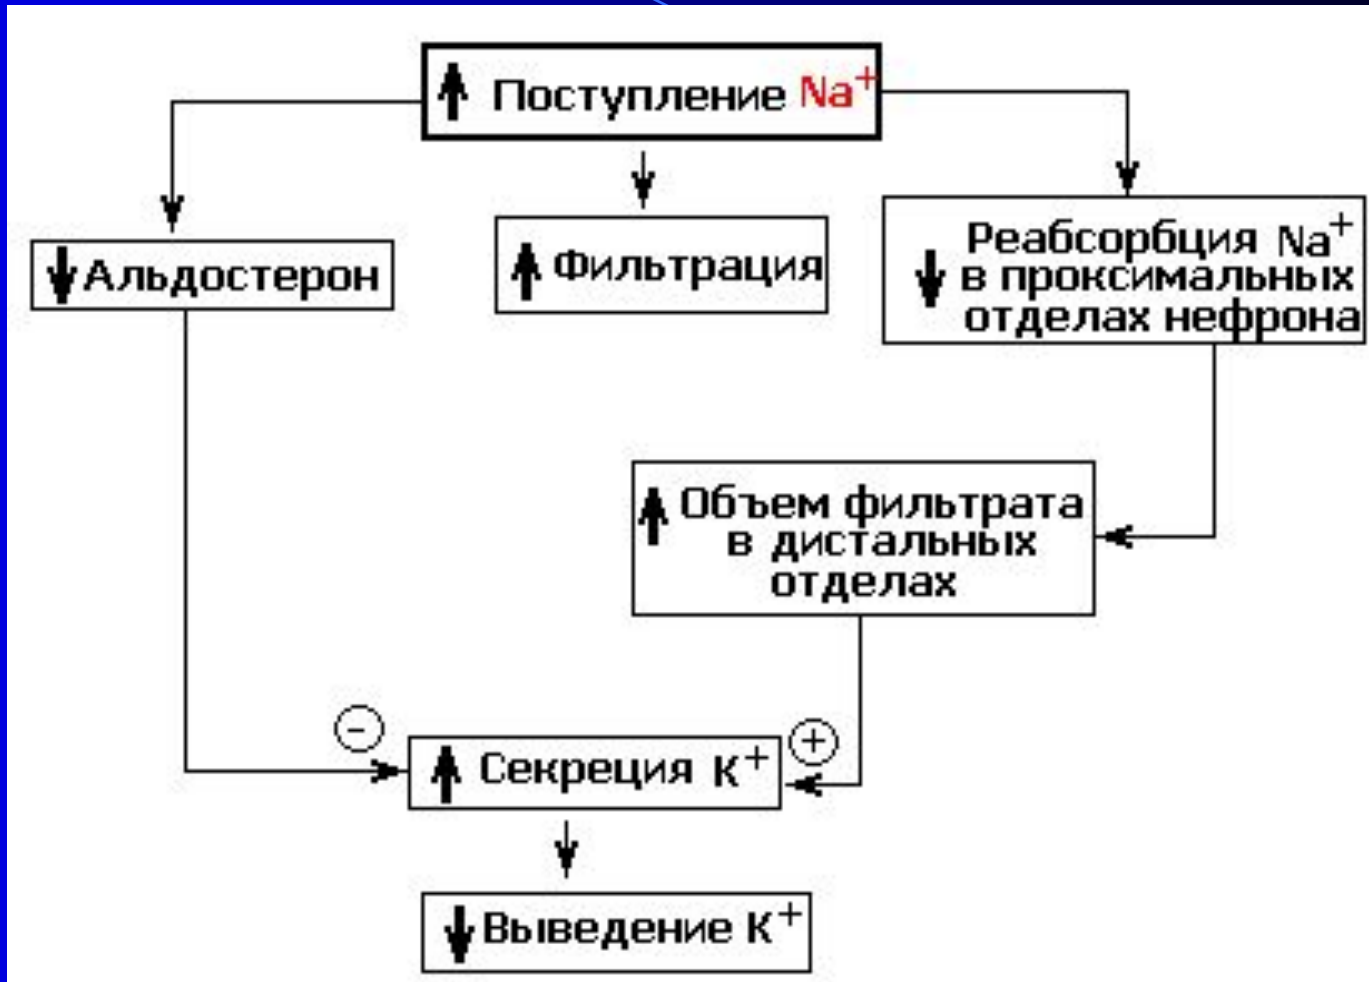 ↑ Поступление Na⁺
↓ Альдостерон
↑ Фильтрация
Реабсорбция Na⁺
↓ в проксимальных
отделах нефрона
↑ Объем фильтрата
в дистальных
отделах
-
+
↑ Секреция К⁺
↓ Выведение К⁺